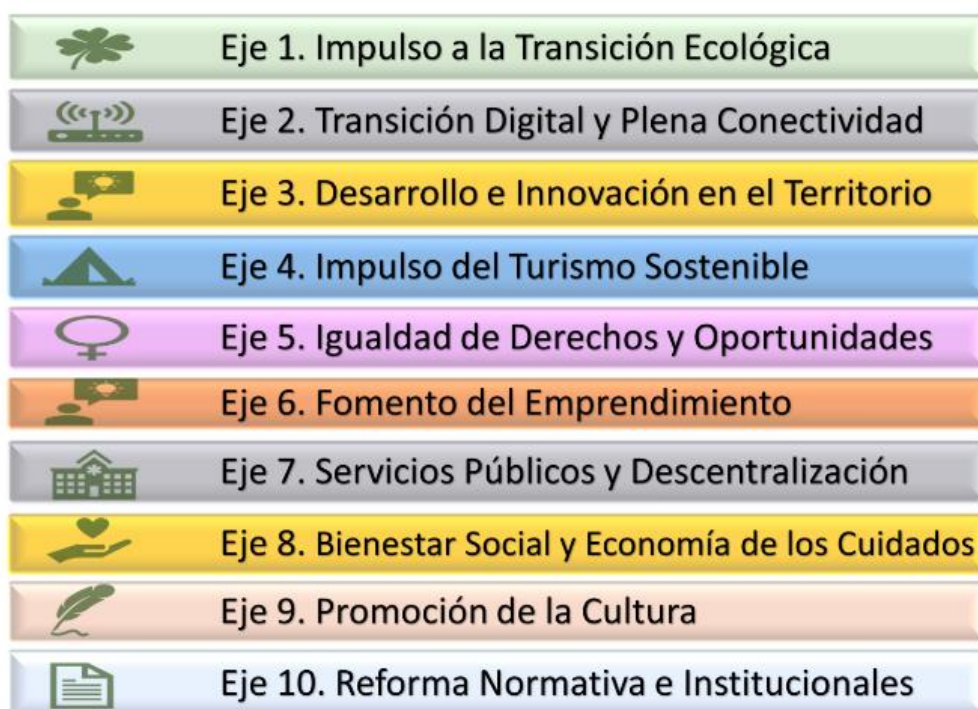 Eje 1. Impulso a la Transición Ecológica
Eje 2. Transición Digital y Plena Conectividad
Eje 3. Desarrollo e Innovación en el Territorio
Eje 4. Impulso del Turismo Sostenible
Eje 5. Igualdad de Derechos y Oportunidades
Eje 6. Fomento del Emprendimiento
Eje 7. Servicios Públicos y Descentralización
Eje 8. Bienestar Social y Economía de los Cuidados
Eje 9. Promoción de la Cultura
Eje 10. Reforma Normativa e Institucionales